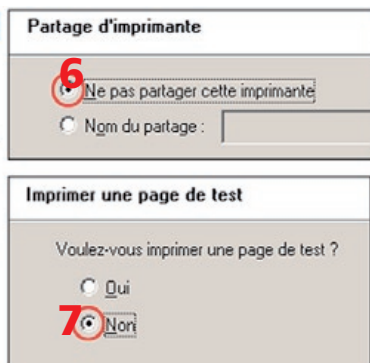 Partage d'imprimante
6
Ne pas partager cette imprimante
Nom du partage :
Imprimer une page de test
Voulez-vous imprimer une page de test ?
Oui
7 Non